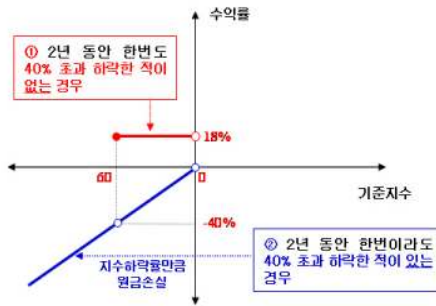 수익률
① 2년 동안 한번도
40% 초과 하락한 적이
없는 경우
18%
60
0
기준지수
-40%
② 2년 동안 한번이라도
40% 초과 하락한 적이 있는
경우
지수하락률만큼
원금손실